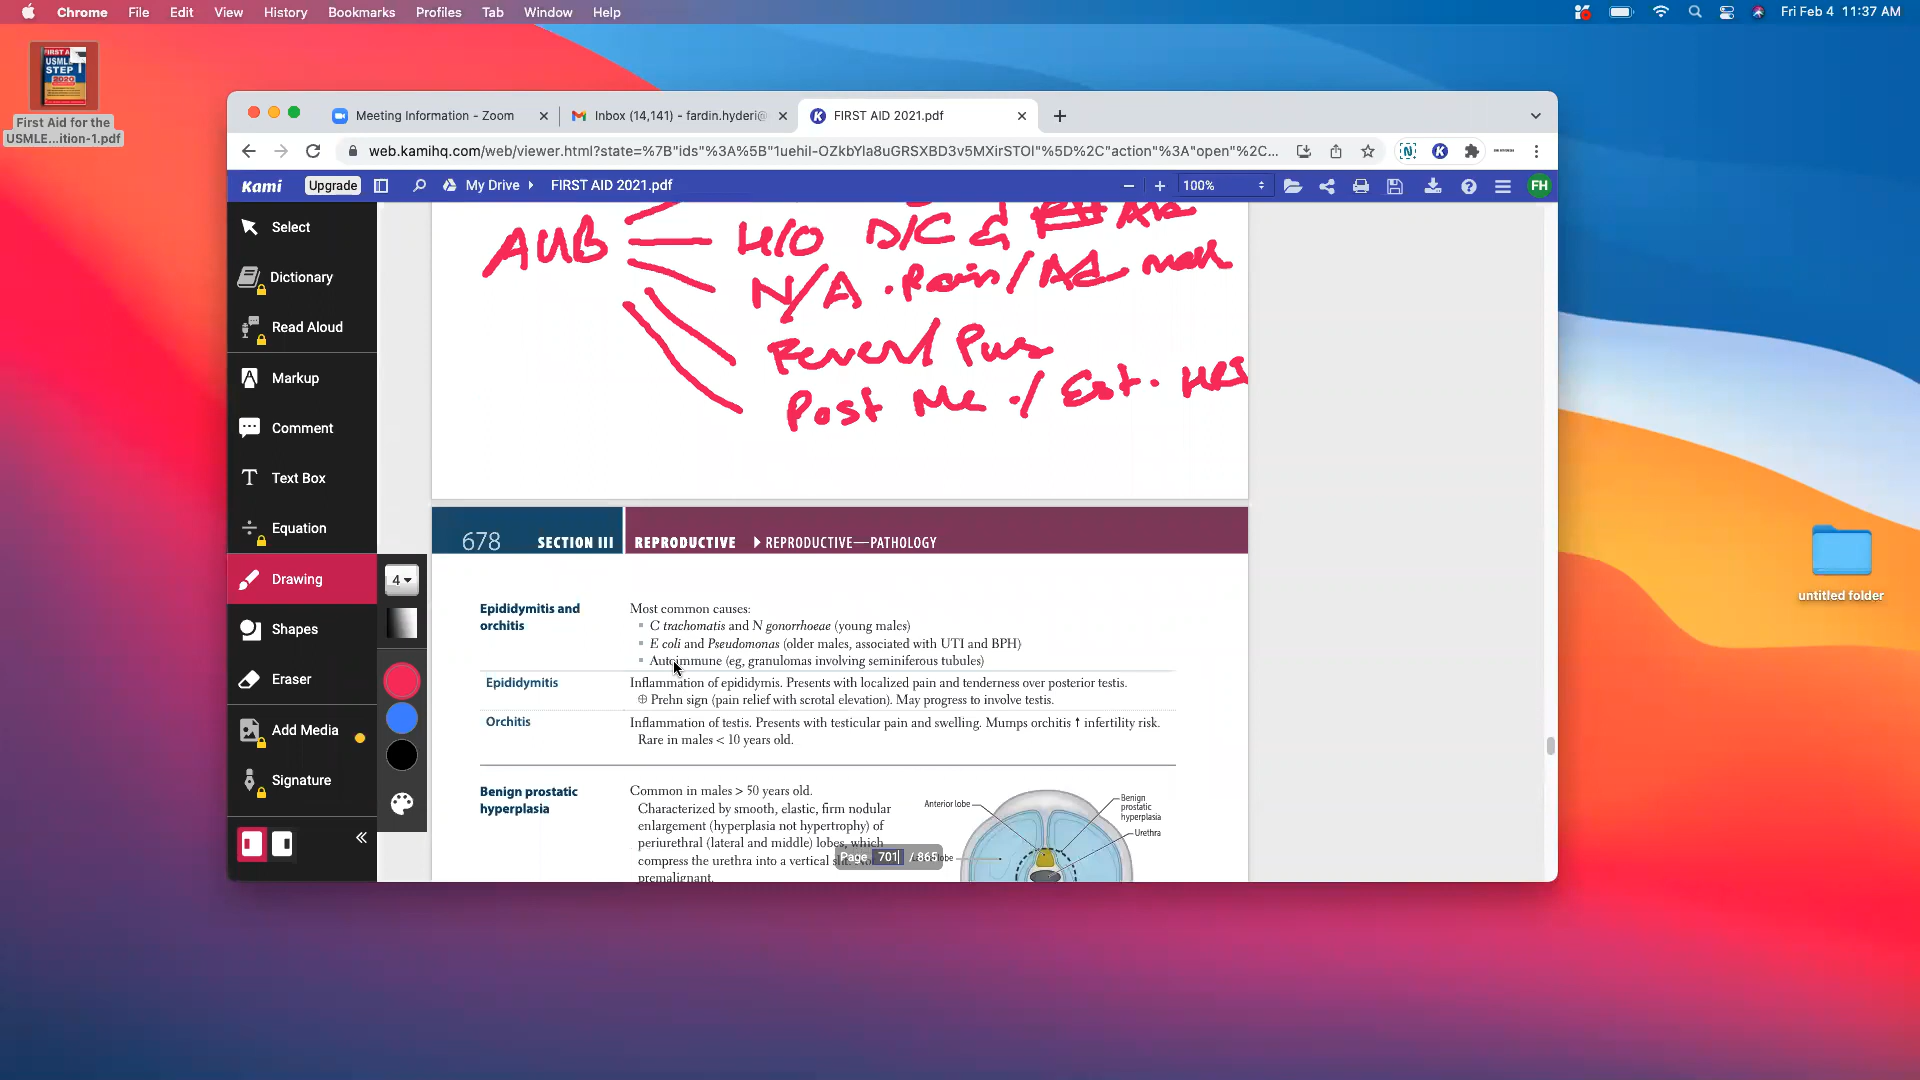 Chrome File Edit View History Bookmarks Profiles Tab Window Help Fri Feb 4 11:37 AM
First Aid for the
USMLE...ition-1.pdf
Meeting Information - Zoom
Inbox (14,141) - fardin.hyderi@
FIRST AID 2021.pdf
web.kamihq.com/web/viewer.html?state=%7B"ids"%3A%5B"1uehiI-OZkbYla8uGRSXBD3v5MXirSTOI"%5D%2C"action"%3A"open"%2C...
Kami Upgrade My Drive FIRST AID 2021.pdf 100% FH
Select
Dictionary
Read Aloud
Markup
Comment
Text Box
Equation
Drawing
4
Shapes
Eraser
Add Media
Signature
AUB
H/O D/C &
N/A . Pain/
Fever/ Pus
Post Me ./ Est.
678 SECTION III REPRODUCTIVE REPRODUCTIVE—PATHOLOGY
Epididymitis and
orchitis
Most common causes:
C trachomatis and N gonorrhoeae (young males)
E coli and Pseudomonas (older males, associated with UTI and BPH)
Autoimmune (eg, granulomas involving seminiferous tubules)
Epididymitis
Inflammation of epididymis. Presents with localized pain and tenderness over posterior testis.
⊕ Prehn sign (pain relief with scrotal elevation). May progress to involve testis.
Orchitis
Inflammation of testis. Presents with testicular pain and swelling. Mumps orchitis ↑ infertility risk.
Rare in males < 10 years old.
Benign prostatic
hyperplasia
Common in males > 50 years old.
Characterized by smooth, elastic, firm nodular
enlargement (hyperplasia not hypertrophy) of
periurethral (lateral and middle) lobes, which
compress the urethra into a vertical
premalignant.
Anterior lobe
Benign
prostatic
hyperplasia
Urethra
Page 701 / 865
untitled folder